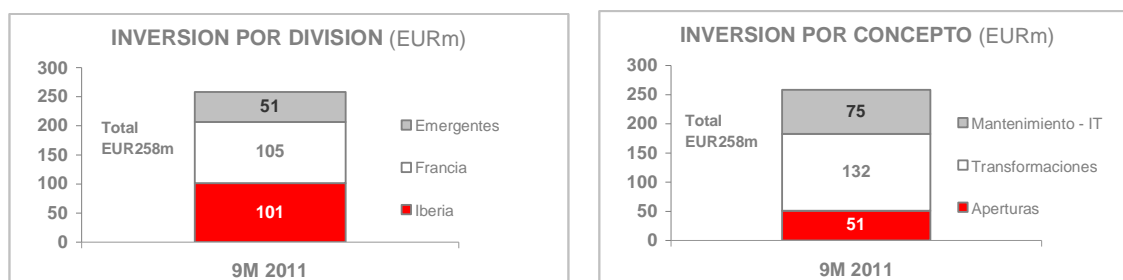 INVERSION POR DIVISION (EURm)
300
250
200
150
100
50
0
Total
EUR258m
51
105
101
Emergentes
Francia
Iberia
9M 2011
INVERSION POR CONCEPTO (EURm)
300
250
200
150
100
50
0
Total
EUR258m
75
132
51
Mantenimiento - IT
Transformaciones
Aperturas
9M 2011